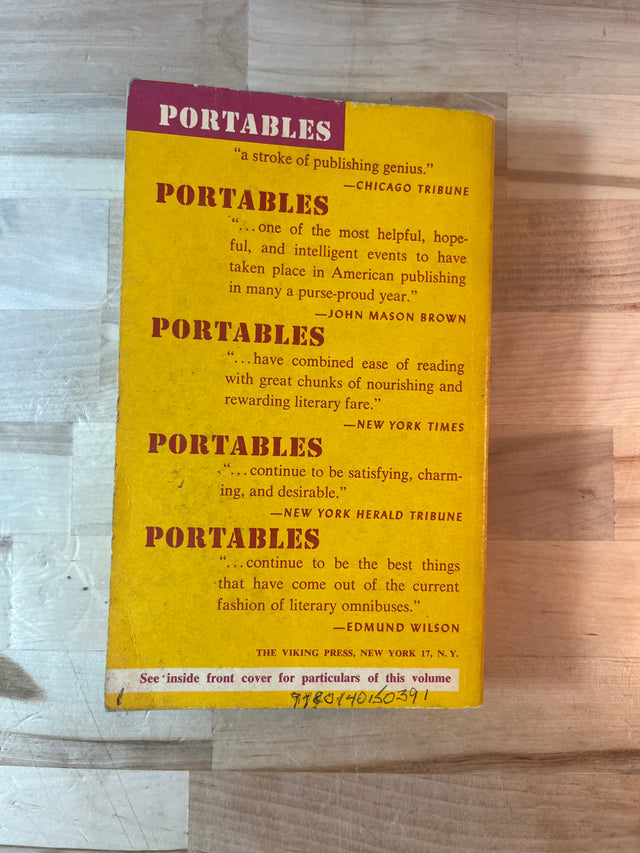 PORTABLES
“a stroke of publishing genius.”
—CHICAGO TRIBUNE
PORTABLES
“...one of the most helpful, hope-
ful, and intelligent events to have
taken place in American publishing
in many a purse-proud year.”
—JOHN MASON BROWN
PORTABLES
“...have combined ease of reading
with great chunks of nourishing and
rewarding literary fare.”
—NEW YORK TIMES
PORTABLES
“...continue to be satisfying, charm-
ing, and desirable.”
—NEW YORK HERALD TRIBUNE
PORTABLES
“...continue to be the best things
that have come out of the current
fashion of literary omnibuses.”
—EDMUND WILSON
THE VIKING PRESS, NEW YORK 17, N. Y.
See inside front cover for particulars of this volume
9780140150391